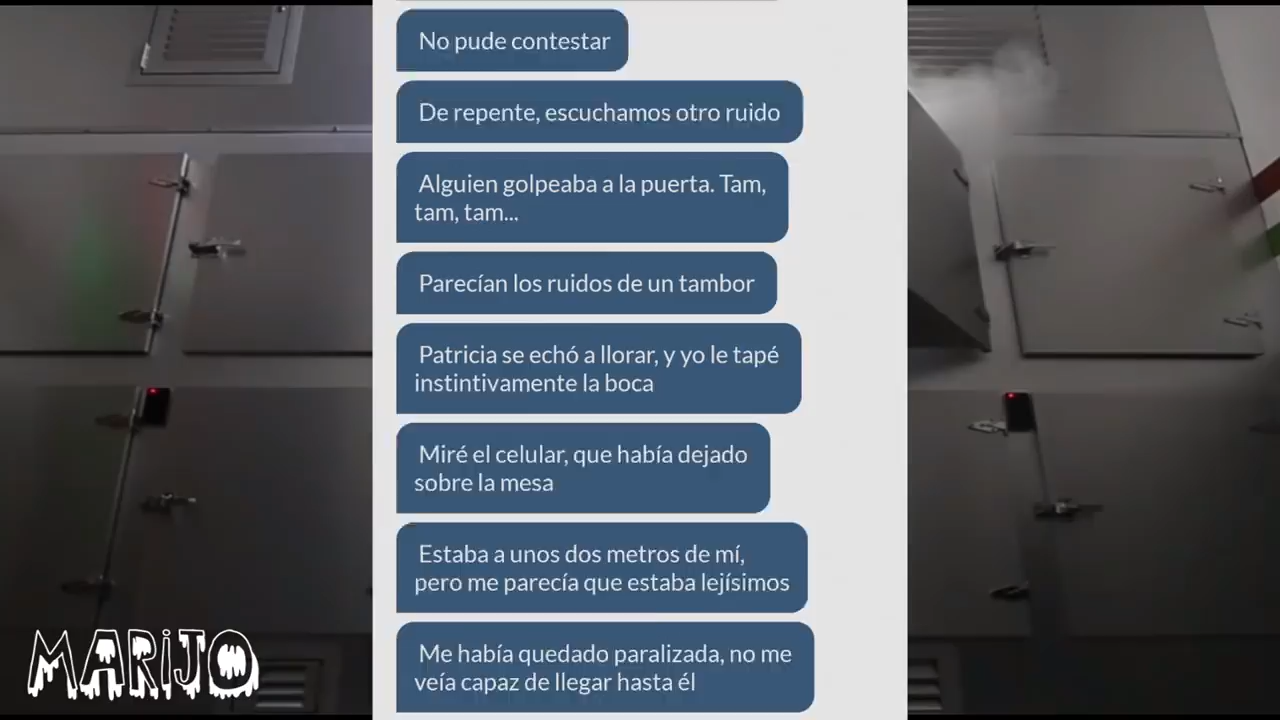 No pude contestar
De repente, escuchamos otro ruido
Alguien golpeaba a la puerta. Tam,
tam, tam...
Parecían los ruidos de un tambor
Patricia se echó a llorar, y yo le tapé
instintivamente la boca
Miré el celular, que había dejado
sobre la mesa
Estaba a unos dos metros de mí,
pero me parecía que estaba lejísimos
Me había quedado paralizada, no me
veía capaz de llegar hasta él
MARiJO